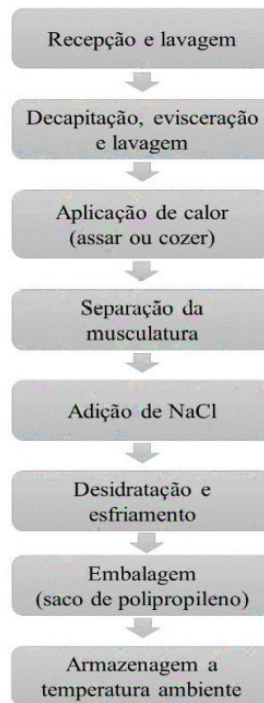 Recepção e lavagem
Decapitação, evisceração
e lavagem
Aplicação de calor
(assar ou cozer)
Separação da
musculatura
Adição de NaCl
Desidratação e
esfriamento
Embalagem
(saco de polipropileno)
Armazenagem a
temperatura ambiente